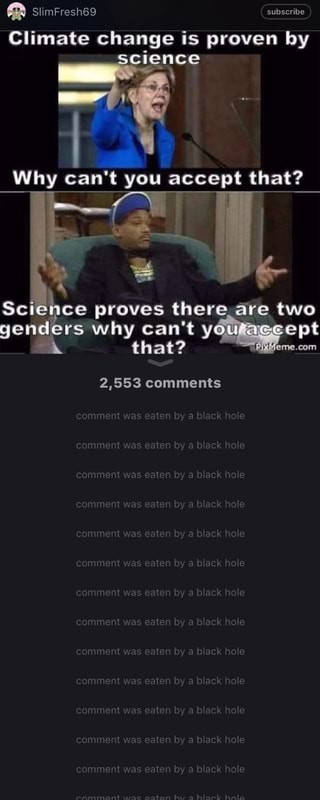 SlimFresh69
subscribe
Climate change is proven by
science
Why can't you accept that?
Science proves there are two
genders why can't you accept
that?
PixMeme.com
2,553 comments
comment was eaten by a black hole
comment was eaten by a black hole
comment was eaten by a black hole
comment was eaten by a black hole
comment was eaten by a black hole
comment was eaten by a black hole
comment was eaten by a black hole
comment was eaten by a black hole
comment was eaten by a black hole
comment was eaten by a black hole
comment was eaten by a black hole
comment was eaten by a black hole
comment was eaten by a black hole
comment was eaten by a black hole